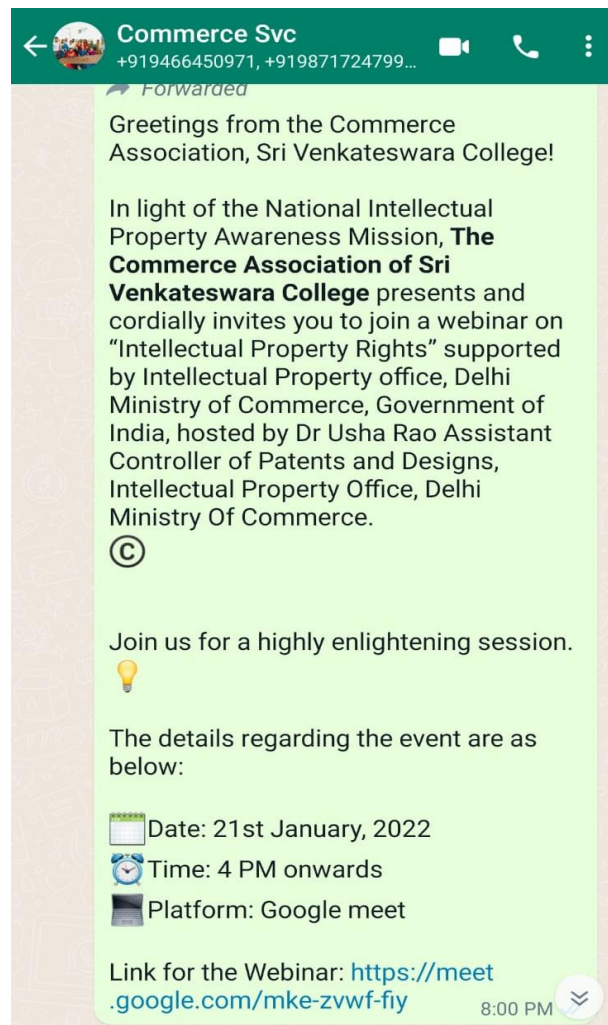 Commerce Svc
+919466450971, +919871724799...
Forwarded
Greetings from the Commerce
Association, Sri Venkateswara College!
In light of the National Intellectual
Property Awareness Mission, The
Commerce Association of Sri
Venkateswara College presents and
cordially invites you to join a webinar on
“Intellectual Property Rights” supported
by Intellectual Property office, Delhi
Ministry of Commerce, Government of
India, hosted by Dr Usha Rao Assistant
Controller of Patents and Designs,
Intellectual Property Office, Delhi
Ministry Of Commerce.
©
Join us for a highly enlightening session.
The details regarding the event are as
below:
Date: 21st January, 2022
Time: 4 PM onwards
Platform: Google meet
Link for the Webinar: https://meet
.google.com/mke-zvwf-fiy
8:00 PM